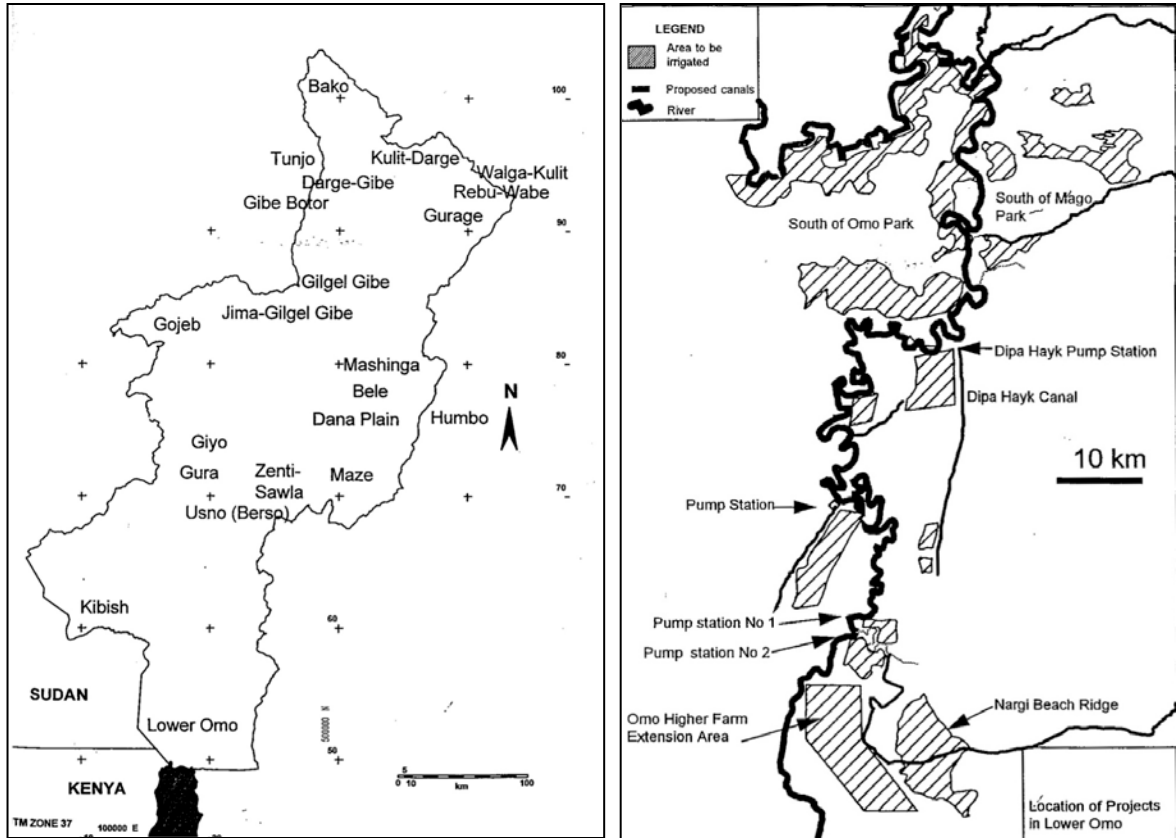 Bako
100
Tunjo
Kulit-Darge
Walga-Kulit
Darge-Gibe
Rebu-Wabe
Gibe Botor
Gurage
90
Gilgel Gibe
Jima-Gilgel Gibe
Gojeb
Mashinga
80
Bele
N
Dana Plain
Humbo
Giyo
Gura
Zenti-
Sawla
Maze
70
Usno (Berso)
Kibish
60
SUDAN
Lower Omo
500000 N
50
KENYA
5
0 10
100
km
TM ZONE 37
100000 E
LEGEND
Area to be
irrigated
Proposed canals
River
South of Mago
Park
South of Omo Park
Dipa Hayk Pump Station
Dipa Hayk Canal
10 km
Pump Station
Pump station No 1
Pump station No 2
Nargi Beach Ridge
Omo Higher Farm
Extension Area
Location of Projects
in Lower Omo